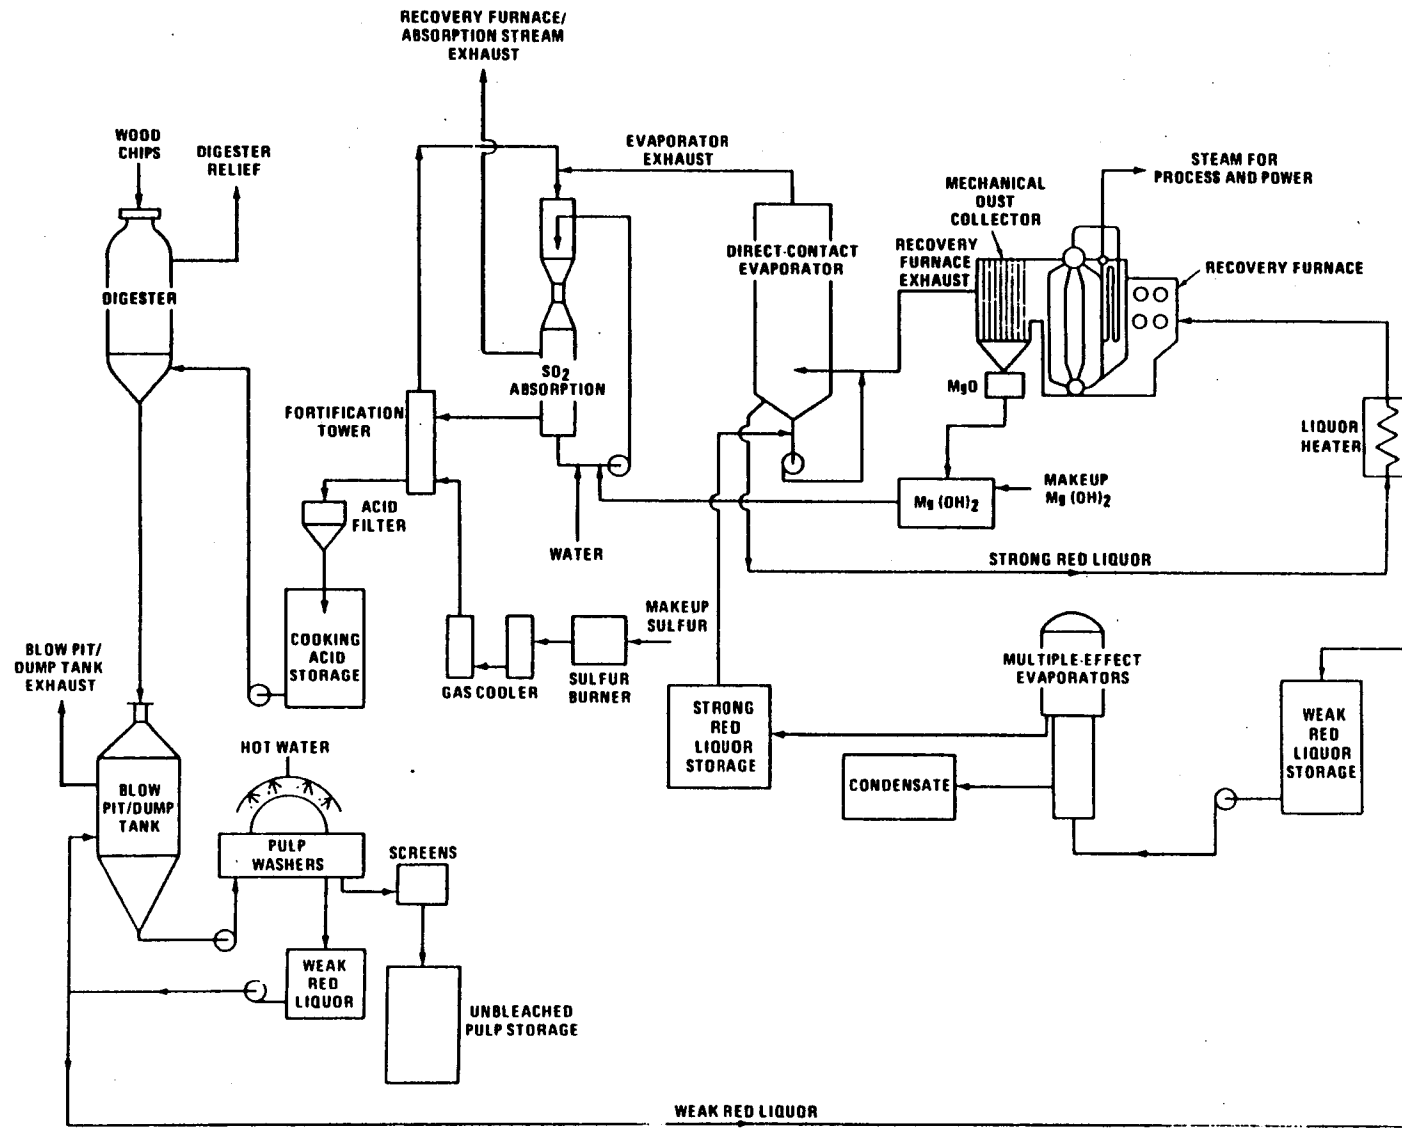 RECOVERY FURNACE/
ABSORPTION STREAM
EXHAUST
WOOD
CHIPS
DIGESTER
RELIEF
EVAPORATOR
EXHAUST
STEAM FOR
PROCESS AND POWER
MECHANICAL
DUST
COLLECTOR
DIRECT-CONTACT
EVAPORATOR
RECOVERY
FURNACE
EXHAUST
RECOVERY FURNACE
DIGESTER
SO2
ABSORPTION
MgO
FORTIFICATION
TOWER
LIQUOR
HEATER
ACID
FILTER
Mg (OH)2
MAKEUP
Mg (OH)2
WATER
STRONG RED LIQUOR
MAKEUP
SULFUR
COOKING
ACID
STORAGE
BLOW PIT/
DUMP TANK
EXHAUST
GAS COOLER
SULFUR
BURNER
MULTIPLE-EFFECT
EVAPORATORS
STRONG
RED
LIQUOR
STORAGE
WEAK
RED
LIQUOR
STORAGE
HOT WATER
CONDENSATE
BLOW
PIT/DUMP
TANK
PULP
WASHERS
SCREENS
WEAK
RED
LIQUOR
UNBLEACHED
PULP STORAGE
WEAK RED LIQUOR